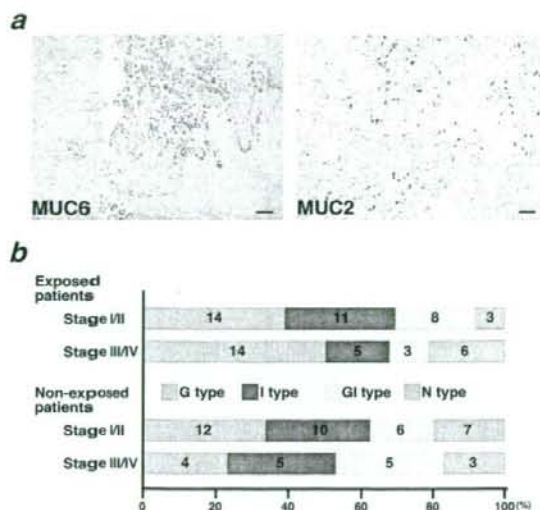 a
MUC6 MUC2
b
Exposed
patients
Stage I/II 14 11 8 3
Stage III/IV 14 5 3 6
Non-exposed
patients
G type I type GI type N type
Stage I/II 12 10 6 7
Stage III/IV 4 5 5 3
0 20 40 60 80 100 (%)